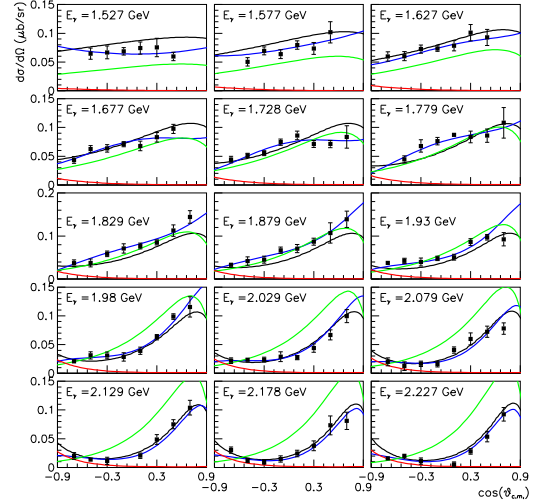 dσ/dΩ (μb/sr)
0.15
0.1
0.05
0
E_γ =1.527 GeV
E_γ =1.577 GeV
E_γ =1.627 GeV
0.15
0.1
0.05
0
E_γ =1.677 GeV
E_γ =1.728 GeV
E_γ =1.779 GeV
0.2
0.1
0
E_γ =1.829 GeV
E_γ =1.879 GeV
E_γ =1.93 GeV
0.15
0.1
0.05
0
E_γ =1.98 GeV
E_γ =2.029 GeV
E_γ =2.079 GeV
0.15
0.1
0.05
0
E_γ =2.129 GeV
E_γ =2.178 GeV
E_γ =2.227 GeV
−0.9 −0.3 0.3 0.9
−0.9 −0.3 0.3 0.9
−0.9 −0.3 0.3 0.9
cos(ϑc.m.)